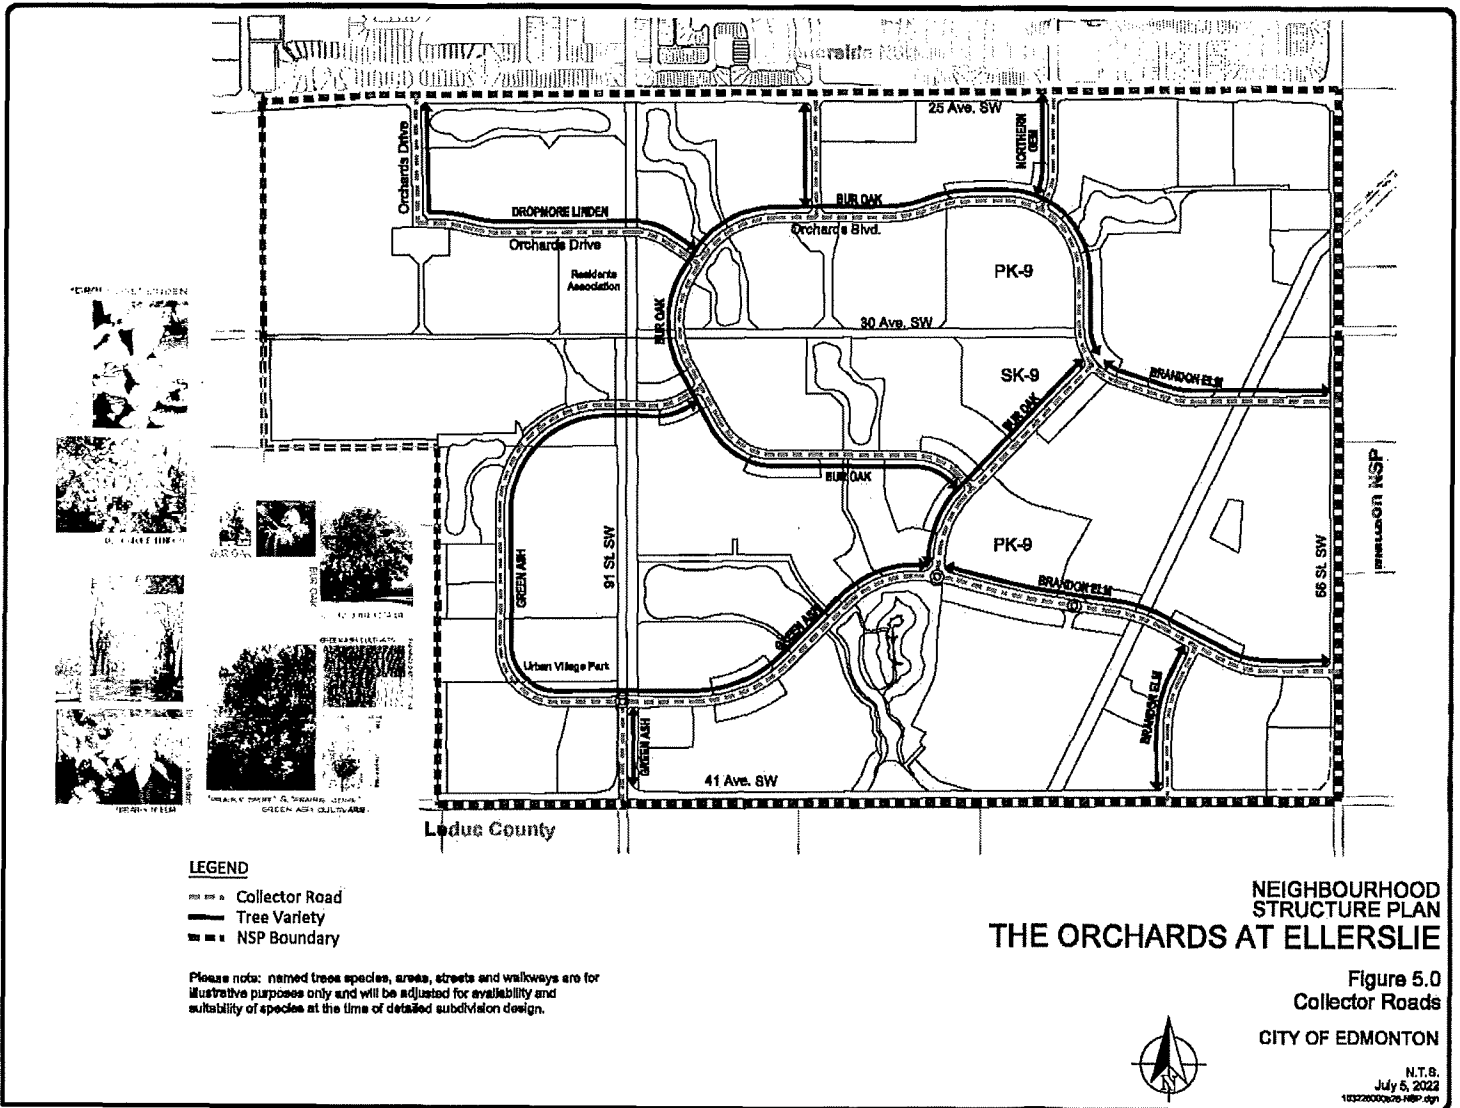 25 Ave. SW
Orchards Drive
NORTHERN
GEM
DROPMORE LINDEN
BUR OAK
Orchards Drive
Orchards Blvd.
Residents
Association
PK-9
BUR OAK
30 Ave. SW
SK-9
BRANDON ELM
BUR OAK
BUR OAK
91 St. SW
PK-9
GREEN ASH
BRANDON ELM
66 St. SW
GREEN ASH
Urban Village Park
BRANDON ELM
GREEN ASH
41 Ave. SW
Leduc County
BUR OAK
BUR OAK
LEGEND
Collector Road
Tree Variety
NSP Boundary
Please note: named trees species, areas, streets and walkways are for
illustrative purposes only and will be adjusted for availability and
suitability of species at the time of detailed subdivision design.
NEIGHBOURHOOD
STRUCTURE PLAN
THE ORCHARDS AT ELLERSLIE
Figure 5.0
Collector Roads
CITY OF EDMONTON
N
N.T.S.
July 5, 2022